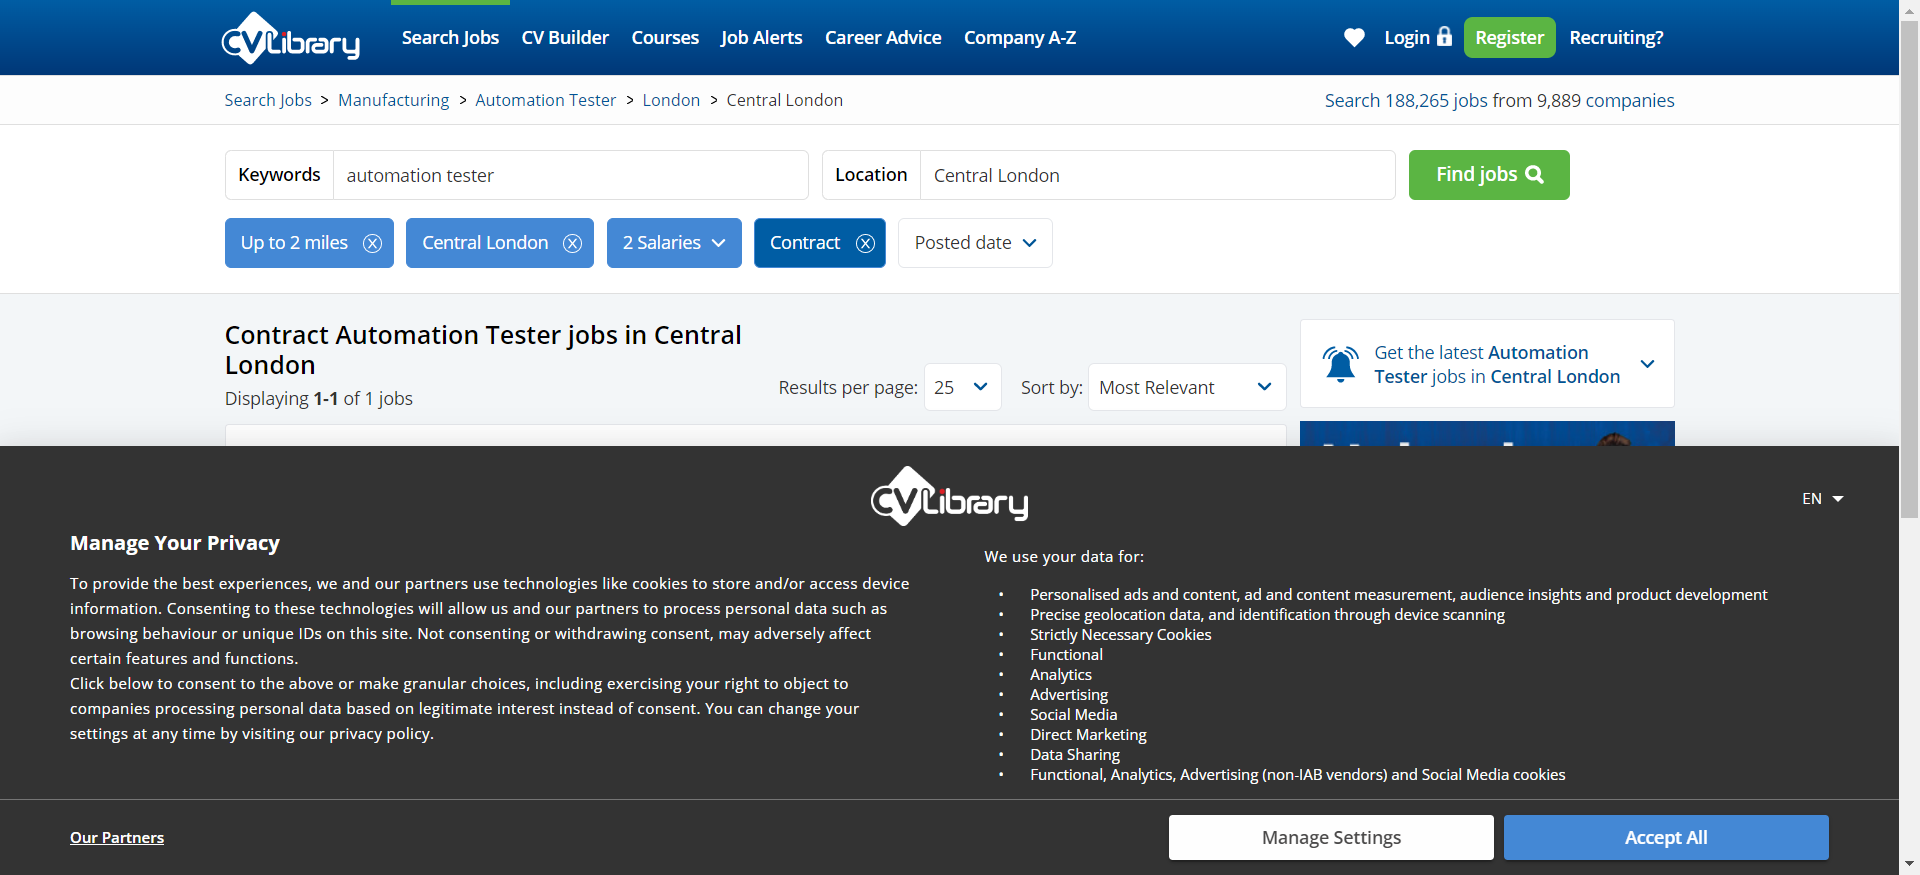 CVLibrary
Search Jobs CV Builder Courses Job Alerts Career Advice Company A-Z Login Register Recruiting?
Search Jobs > Manufacturing > Automation Tester > London > Central London Search 188,265 jobs from 9,889 companies
Keywords automation tester Location Central London Find jobs
Up to 2 miles Central London 2 Salaries Contract Posted date
Contract Automation Tester jobs in Central
London
Displaying 1-1 of 1 jobs
Results per page: 25 Sort by: Most Relevant
Get the latest Automation
Tester jobs in Central London
CVLibrary
EN
Manage Your Privacy
To provide the best experiences, we and our partners use technologies like cookies to store and/or access device
information. Consenting to these technologies will allow us and our partners to process personal data such as
browsing behaviour or unique IDs on this site. Not consenting or withdrawing consent, may adversely affect
certain features and functions.
Click below to consent to the above or make granular choices, including exercising your right to object to
companies processing personal data based on legitimate interest instead of consent. You can change your
settings at any time by visiting our privacy policy.
We use your data for:
• Personalised ads and content, ad and content measurement, audience insights and product development
• Precise geolocation data, and identification through device scanning
• Strictly Necessary Cookies
• Functional
• Analytics
• Advertising
• Social Media
• Direct Marketing
• Data Sharing
• Functional, Analytics, Advertising (non-IAB vendors) and Social Media cookies
Our Partners Manage Settings Accept All